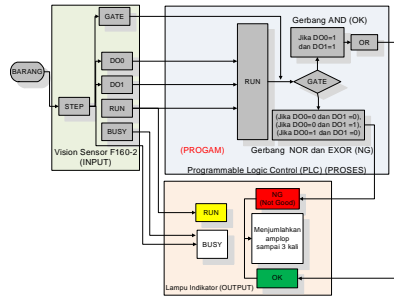 GATE
Gerbang AND (OK)
Jika DO0=1
dan DO1=1
OR
BARANG
DO0
DO1
STEP
RUN
BUSY
RUN
GATE
(Jika DO0=0 dan DO1 =0),
(Jika DO0=0 dan DO1 =1),
(Jika DO0=1 dan DO1 =0)
Vision Sensor F160-2
(INPUT)
(PROGAM)
Gerbang NOR dan EXOR (NG)
Programmable Logic Control (PLC) (PROSES)
RUN
BUSY
NG
(Not Good)
Menjumlahkan
amplop
sampai 3 kali
OK
Lampu Indikator (OUTPUT)